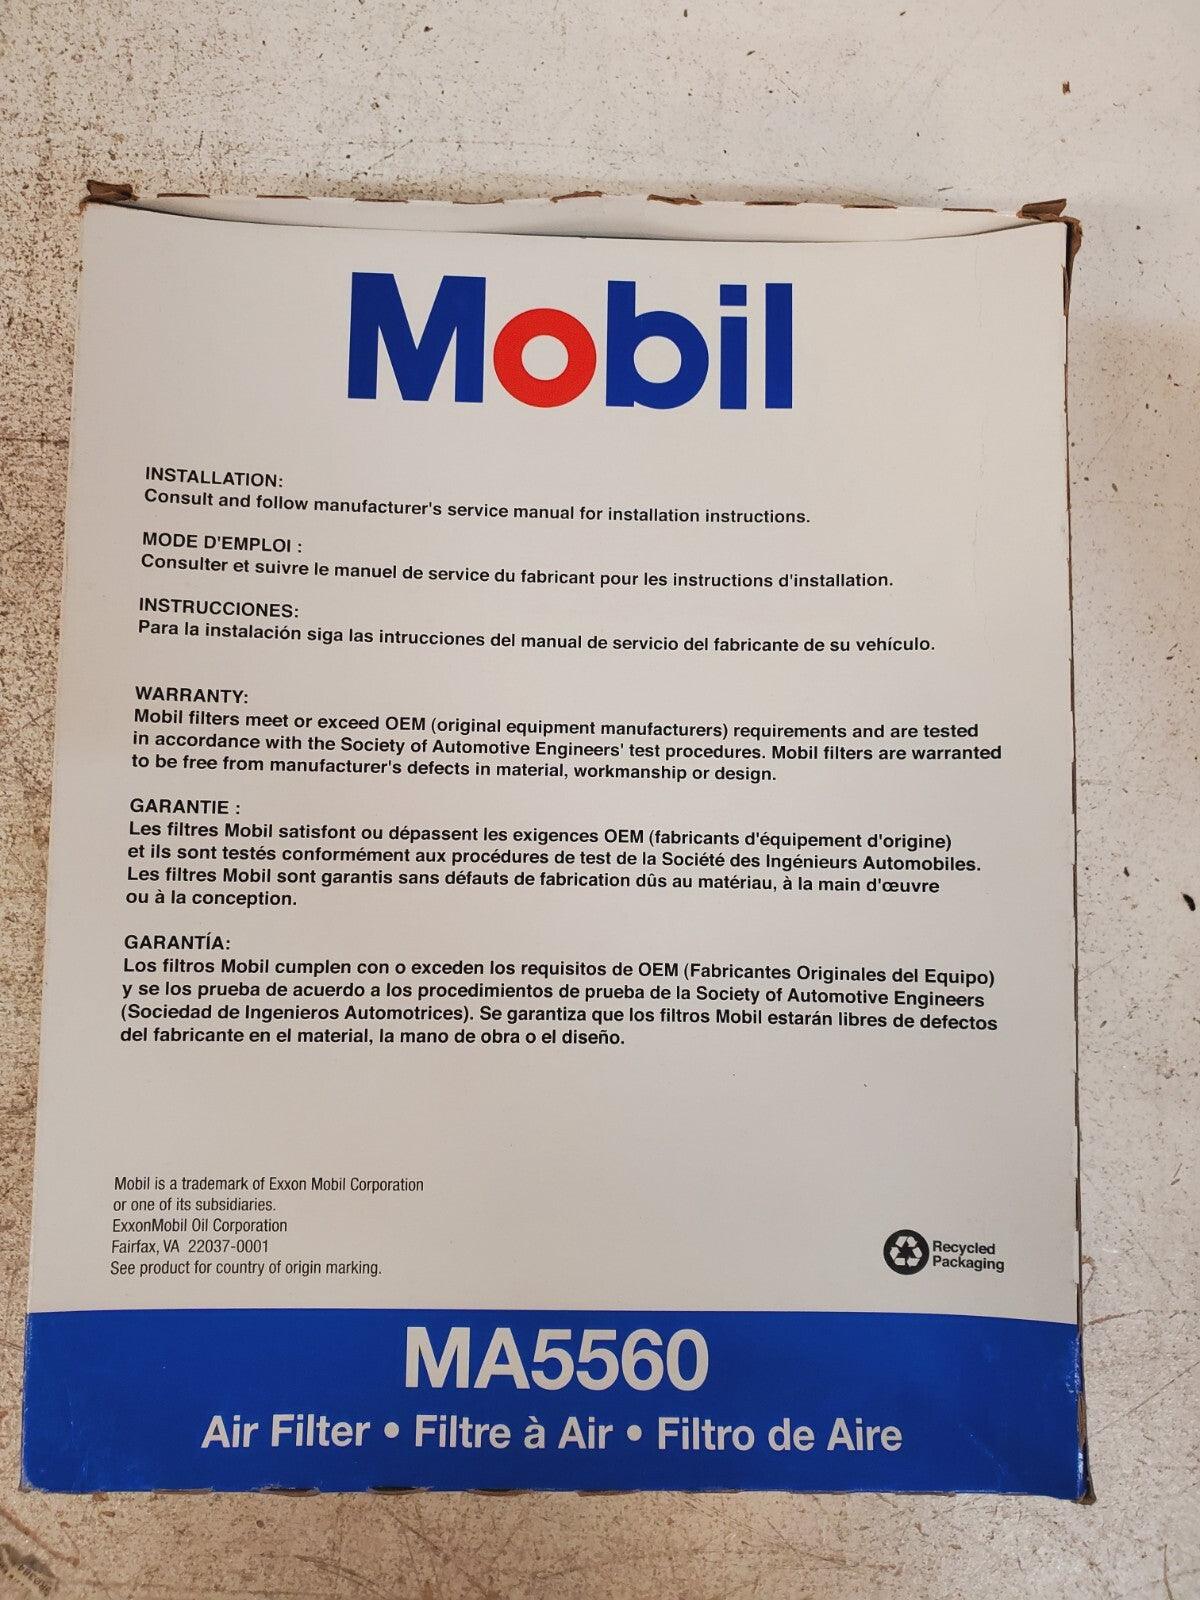 Mobil
INSTALLATION:
Consult and follow manufacturer's service manual for installation instructions.
MODE D'EMPLOI :
Consulter et suivre le manuel de service du fabricant pour les instructions d'installation.
INSTRUCCIONES:
Para la instalación siga las intrucciones del manual de servicio del fabricante de su vehículo.
WARRANTY:
Mobil filters meet or exceed OEM (original equipment manufacturers) requirements and are tested
in accordance with the Society of Automotive Engineers' test procedures. Mobil filters are warranted
to be free from manufacturer's defects in material, workmanship or design.
GARANTIE :
Les filtres Mobil satisfont ou dépassent les exigences OEM (fabricants d'équipement d'origine)
et ils sont testés conformément aux procédures de test de la Société des Ingénieurs Automobiles.
Les filtres Mobil sont garantis sans défauts de fabrication dûs au matériau, à la main d'œuvre
ou à la conception.
GARANTÍA:
Los filtros Mobil cumplen con o exceden los requisitos de OEM (Fabricantes Originales del Equipo)
y se los prueba de acuerdo a los procedimientos de prueba de la Society of Automotive Engineers
(Sociedad de Ingenieros Automotrices). Se garantiza que los filtros Mobil estarán libres de defectos
del fabricante en el material, la mano de obra o el diseño.
Mobil is a trademark of Exxon Mobil Corporation
or one of its subsidiaries.
ExxonMobil Oil Corporation
Fairfax, VA 22037-0001
See product for country of origin marking.
Recycled
Packaging
MA5560
Air Filter • Filtre à Air • Filtro de Aire